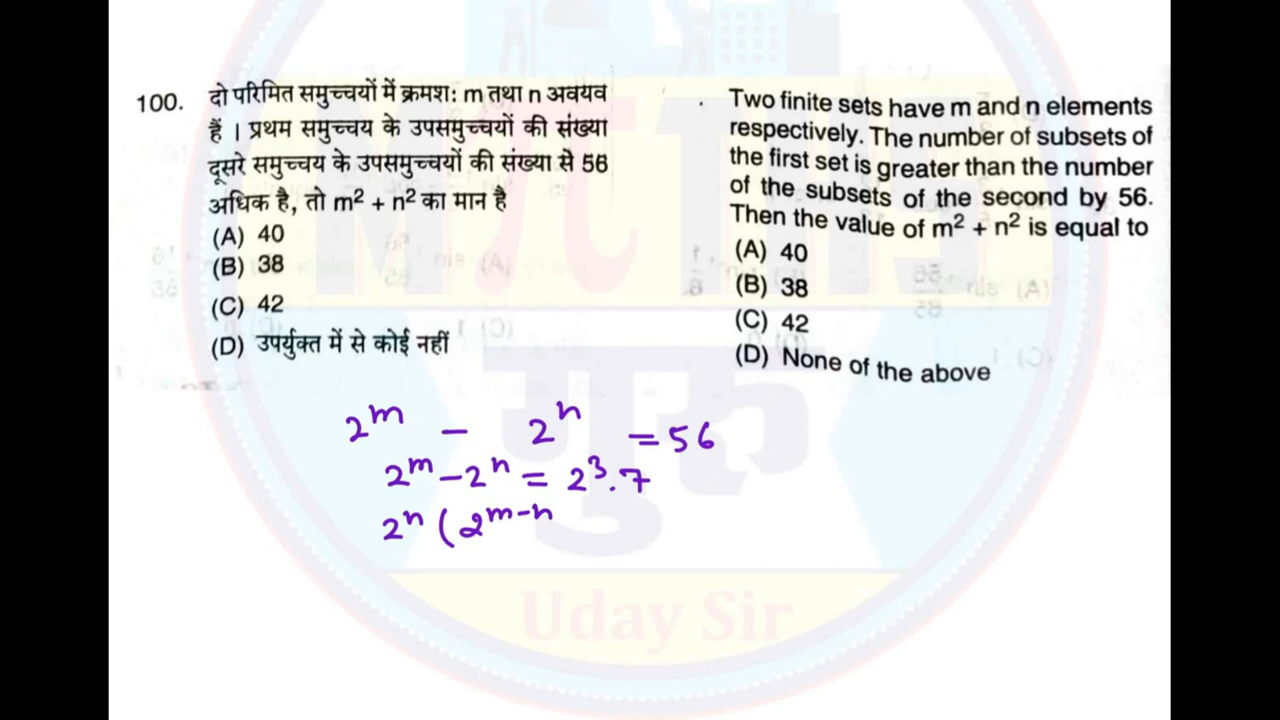 100. दो परिमित समुच्चयों में क्रमश: m तथा n अवयव
हैं । प्रथम समुच्चय के उपसमुच्चयों की संख्या
दूसरे समुच्चय के उपसमुच्चयों की संख्या से 56
अधिक है, तो m² + n² का मान है
(A) 40
(B) 38
(C) 42
(D) उपर्युक्त में से कोई नहीं
Two finite sets have m and n elements
respectively. The number of subsets of
the first set is greater than the number
of the subsets of the second by 56.
Then the value of m² + n² is equal to
(A) 40
(B) 38
(C) 42
(D) None of the above
2^m - 2^n = 56
2^m - 2^n = 2^3 . 7
2^n ( 2^m-n
गुरु
Uday Sir